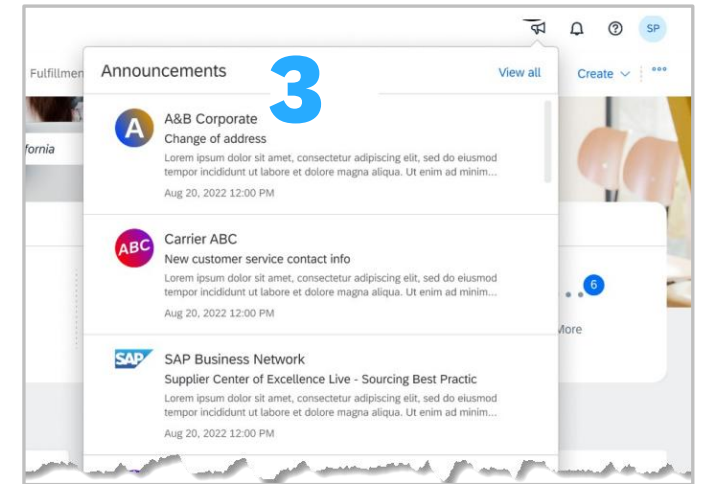 SP
Fulfillmen
Announcements
3
View all
Create
fornia
A
A&B Corporate
Change of address
Lorem ipsum dolor sit amet, consectetur adipiscing elit, sed do eiusmod
tempor incididunt ut labore et dolore magna aliqua. Ut enim ad minim...
Aug 20, 2022 12:00 PM
ABC
Carrier ABC
New customer service contact info
Lorem ipsum dolor sit amet, consectetur adipiscing elit, sed do eiusmod
tempor incididunt ut labore et dolore magna aliqua. Ut enim ad minim...
Aug 20, 2022 12:00 PM
6
More
SAP
SAP Business Network
Supplier Center of Excellence Live - Sourcing Best Practic
Lorem ipsum dolor sit amet, consectetur adipiscing elit, sed do eiusmod
tempor incididunt ut labore et dolore magna aliqua. Ut enim ad minim...
Aug 20, 2022 12:00 PM